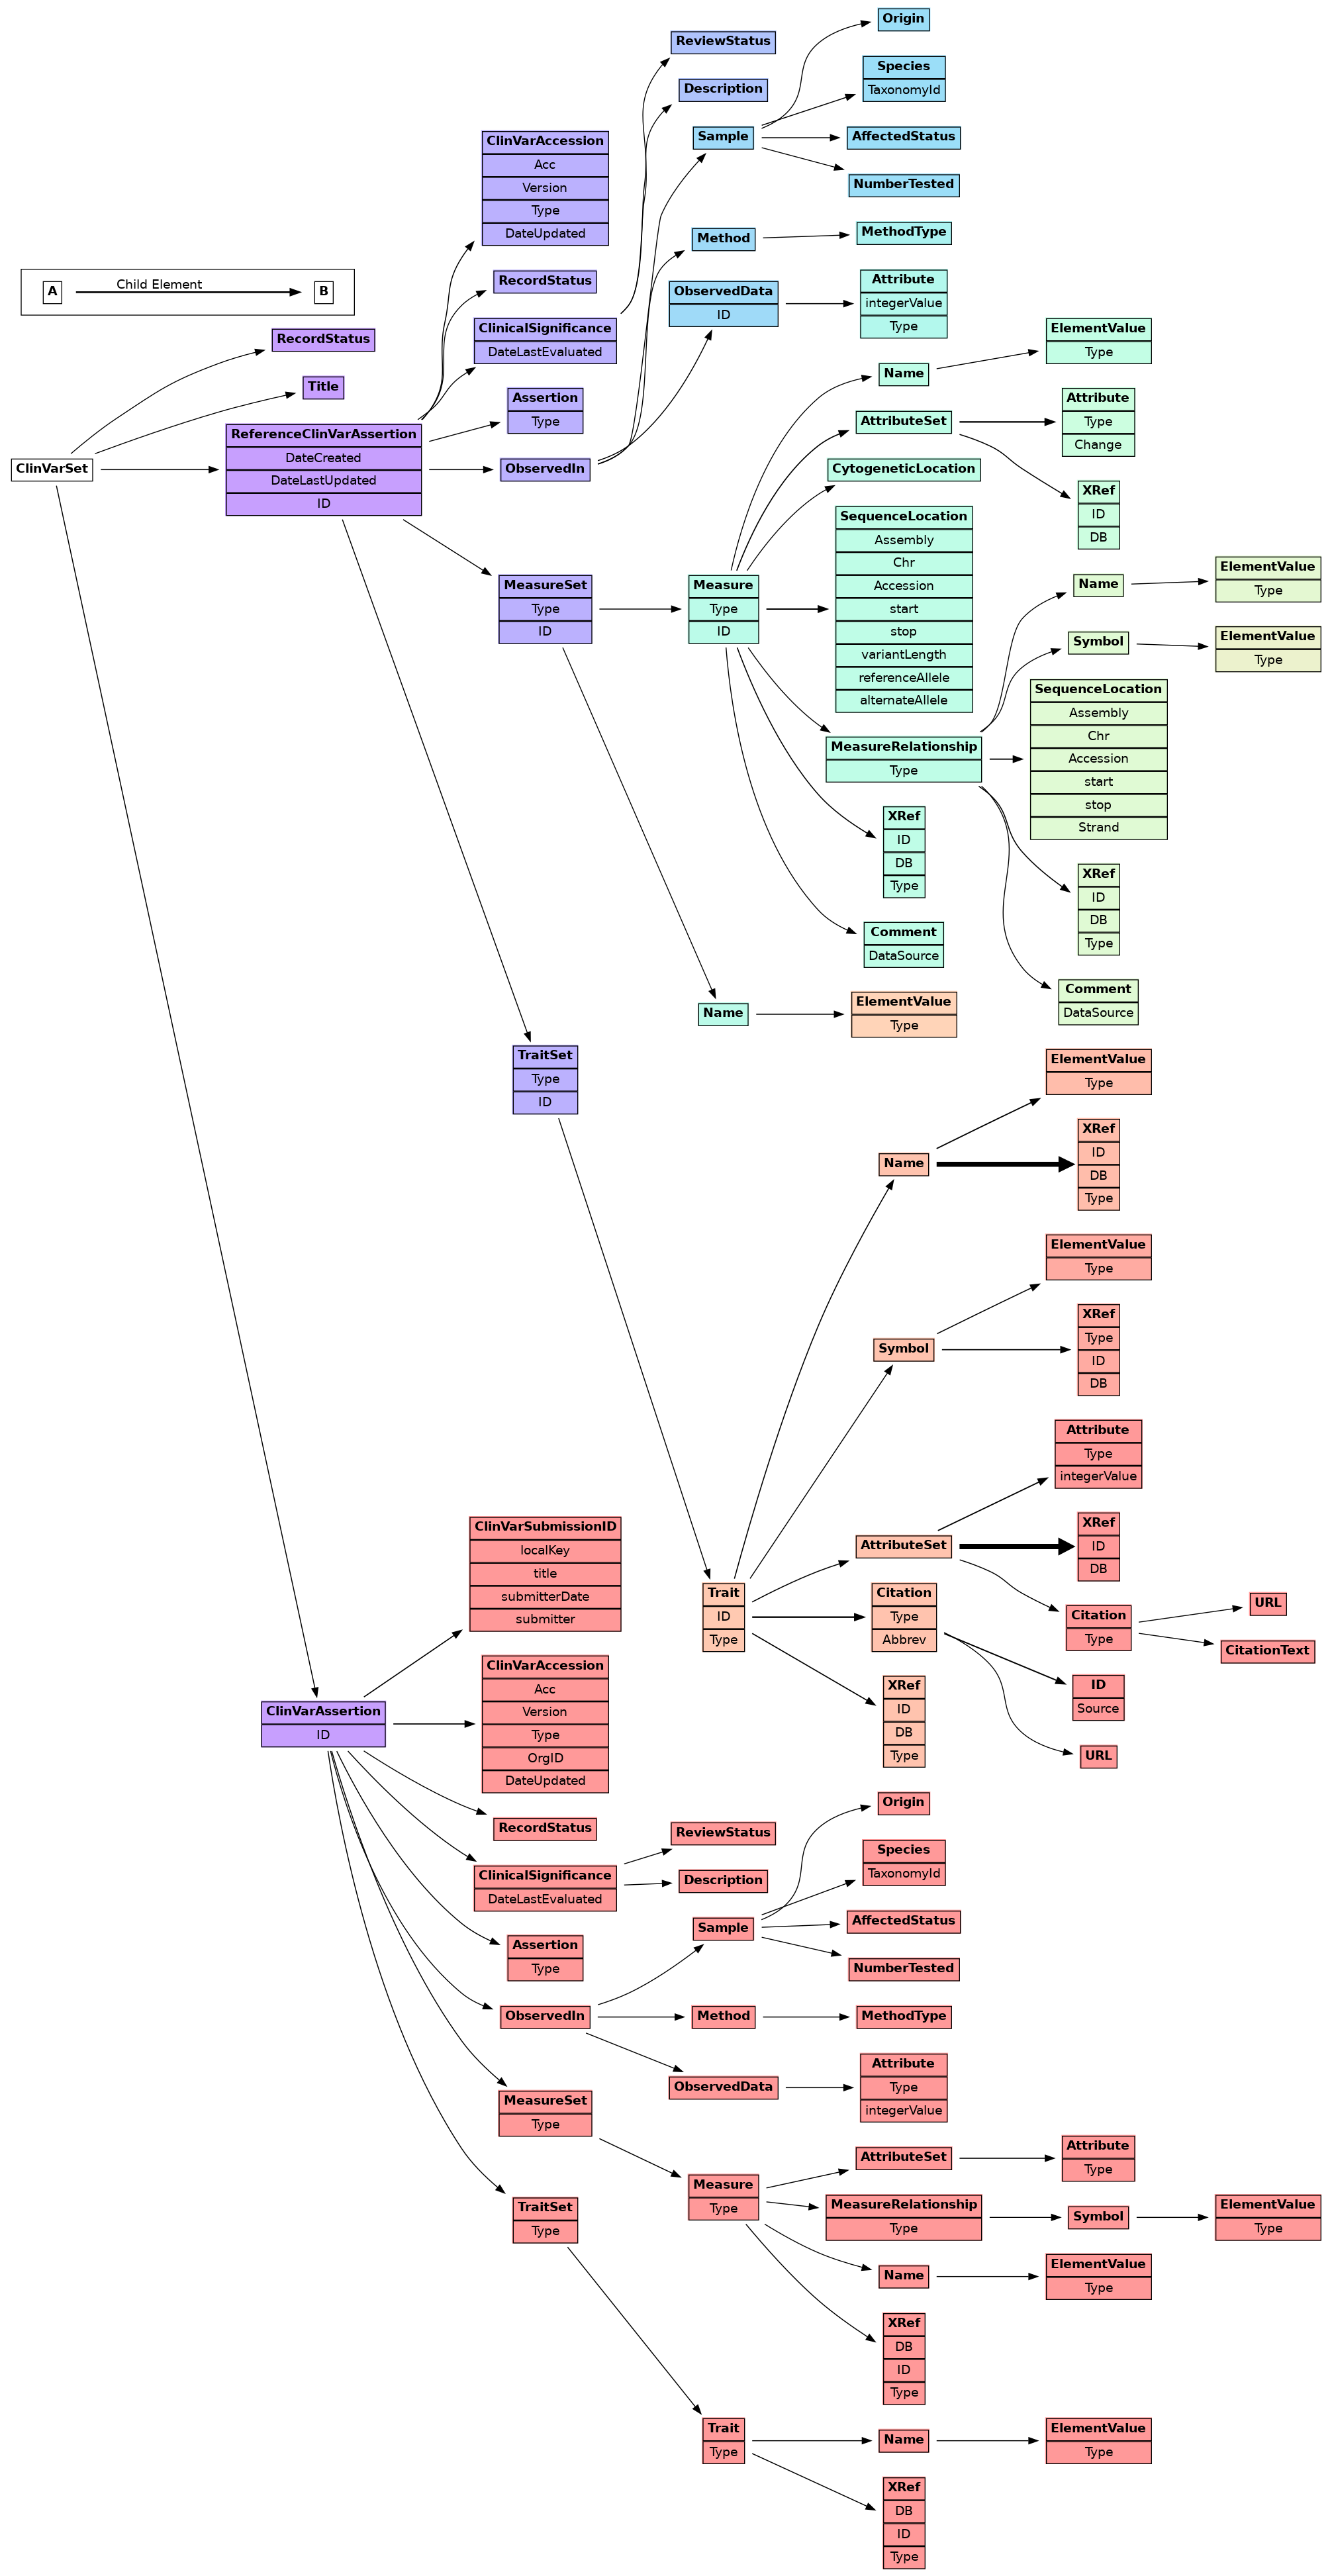 Origin
ReviewStatus
Species
TaxonomyId
Description
Sample
AffectedStatus
ClinVarAccession
Acc
Version
Type
DateUpdated
NumberTested
Method
MethodType
A
Child Element
B
RecordStatus
ObservedData
ID
Attribute
integerValue
Type
RecordStatus
ClinicalSignificance
DateLastEvaluated
ElementValue
Type
Title
Name
Assertion
Type
AttributeSet
Attribute
Type
Change
ClinVarSet
ReferenceClinVarAssertion
DateCreated
DateLastUpdated
ID
ObservedIn
CytogeneticLocation
XRef
ID
DB
SequenceLocation
Assembly
Chr
Accession
start
stop
variantLength
referenceAllele
alternateAllele
MeasureSet
Type
ID
Measure
Type
ID
Name
ElementValue
Type
Symbol
ElementValue
Type
SequenceLocation
Assembly
Chr
Accession
start
stop
Strand
MeasureRelationship
Type
XRef
ID
DB
Type
XRef
ID
DB
Type
Comment
DataSource
Comment
DataSource
Name
ElementValue
Type
TraitSet
Type
ID
ElementValue
Type
Name
XRef
ID
DB
Type
ElementValue
Type
Symbol
XRef
Type
ID
DB
Attribute
Type
integerValue
ClinVarSubmissionID
localKey
title
submitterDate
submitter
AttributeSet
XRef
ID
DB
Trait
ID
Type
Citation
Type
Abbrev
Citation
Type
URL
CitationText
ClinVarAccession
Acc
Version
Type
OrgID
DateUpdated
XRef
ID
DB
Type
ID
Source
URL
ClinVarAssertion
ID
Origin
RecordStatus
ReviewStatus
Species
TaxonomyId
ClinicalSignificance
DateLastEvaluated
Description
Sample
AffectedStatus
Assertion
Type
NumberTested
ObservedIn
Method
MethodType
ObservedData
Attribute
Type
integerValue
MeasureSet
Type
AttributeSet
Attribute
Type
Measure
Type
MeasureRelationship
Type
Symbol
ElementValue
Type
TraitSet
Type
Name
ElementValue
Type
XRef
DB
ID
Type
Trait
Type
Name
ElementValue
Type
XRef
DB
ID
Type